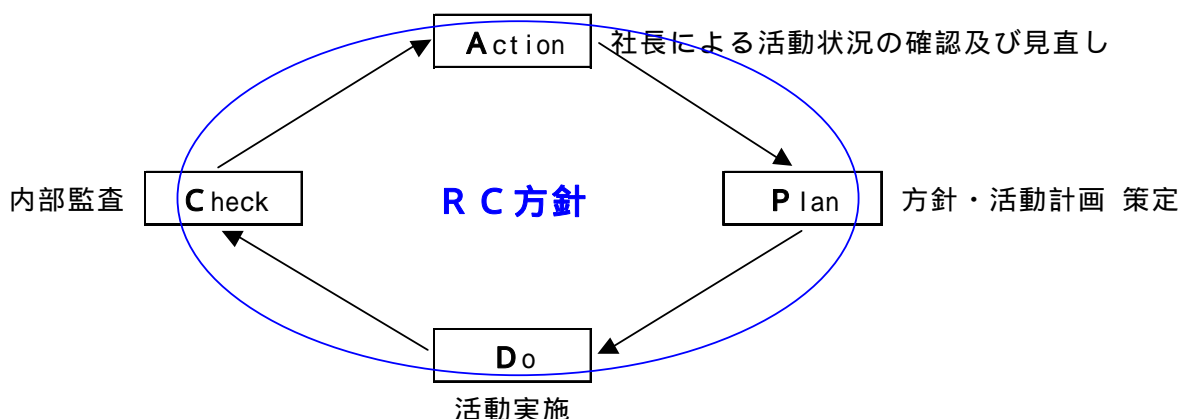 Action 社長による活動状況の確認及び見直し
内部監査 Check RC方針 Plan 方針・活動計画 策定
Do
活動実施